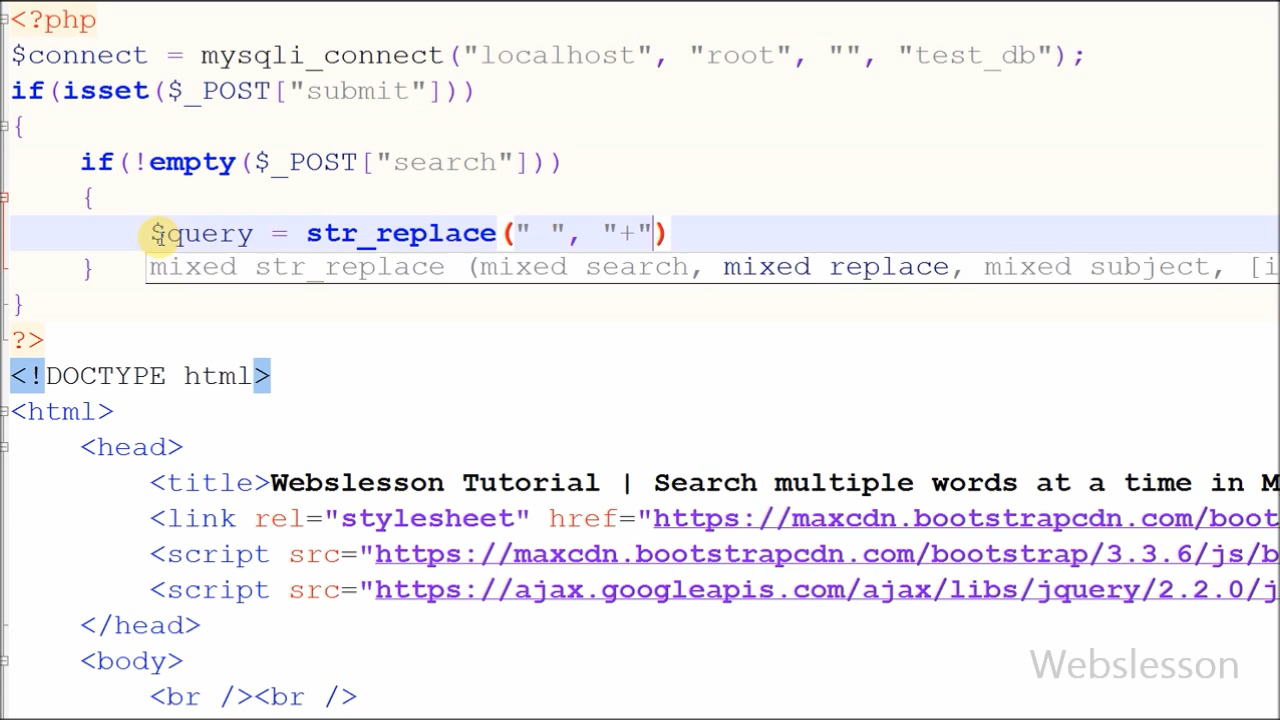 <?php
$connect = mysqli_connect("localhost", "root", "", "test_db");
if(isset($_POST["submit"]))
{
if(!empty($_POST["search"]))
{
$query = str_replace(" ", "+")
} mixed str_replace (mixed search, mixed replace, mixed subject, [i
}
?>
<!DOCTYPE html>
<html>
<head>
<title>Webslesson Tutorial | Search multiple words at a time in M
<link rel="stylesheet" href="https://maxcdn.bootstrapcdn.com/boot
<script src="https://maxcdn.bootstrapcdn.com/bootstrap/3.3.6/js/b
<script src="https://ajax.googleapis.com/ajax/libs/jquery/2.2.0/j
</head>
<body>
<br /><br />
Webslesson